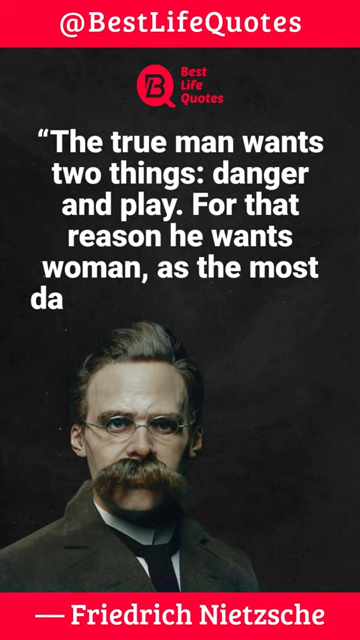 @BestLifeQuotes
B
Best
Life
Quotes
“The true man wants
two things: danger
and play. For that
reason he wants
woman, as the most
da
— Friedrich Nietzsche